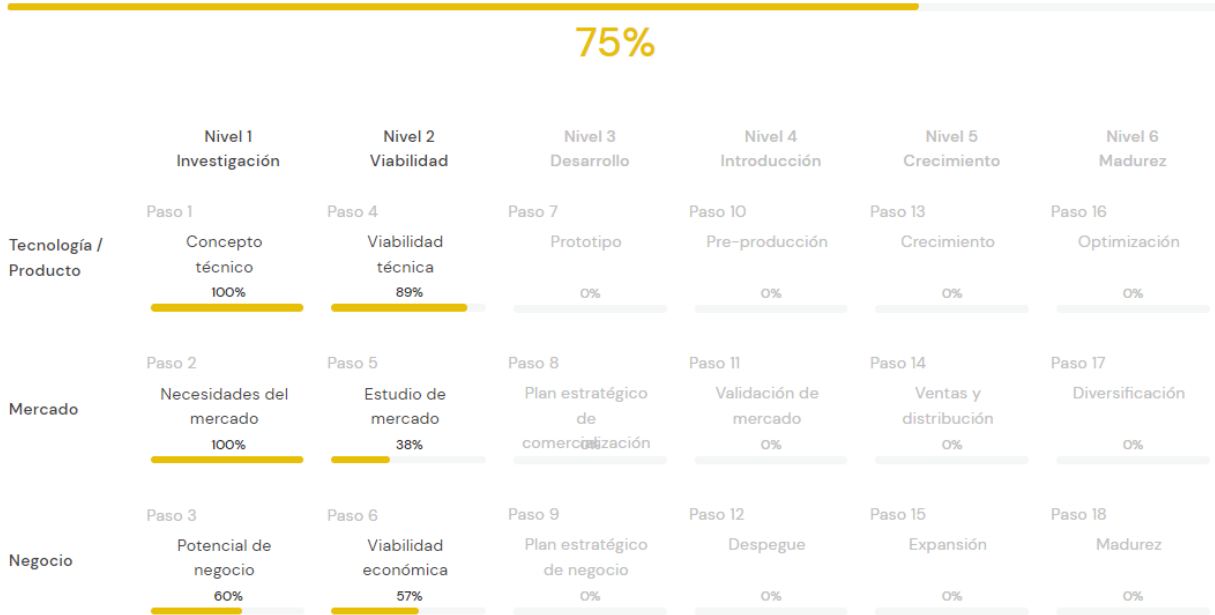 75%
Nivel 1
Investigación
Nivel 2
Viabilidad
Nivel 3
Desarrollo
Nivel 4
Introducción
Nivel 5
Crecimiento
Nivel 6
Madurez
Tecnología /
Producto
Paso 1
Concepto
técnico
100%
Paso 4
Viabilidad
técnica
89%
Paso 7
Prototipo
0%
Paso 10
Pre-producción
0%
Paso 13
Crecimiento
0%
Paso 16
Optimización
0%
Mercado
Paso 2
Necesidades del
mercado
100%
Paso 5
Estudio de
mercado
38%
Paso 8
Plan estratégico
de
comercialización
0%
Paso 11
Validación de
mercado
0%
Paso 14
Ventas y
distribución
0%
Paso 17
Diversificación
0%
Negocio
Paso 3
Potencial de
negocio
60%
Paso 6
Viabilidad
económica
57%
Paso 9
Plan estratégico
de negocio
0%
Paso 12
Despegue
0%
Paso 15
Expansión
0%
Paso 18
Madurez
0%